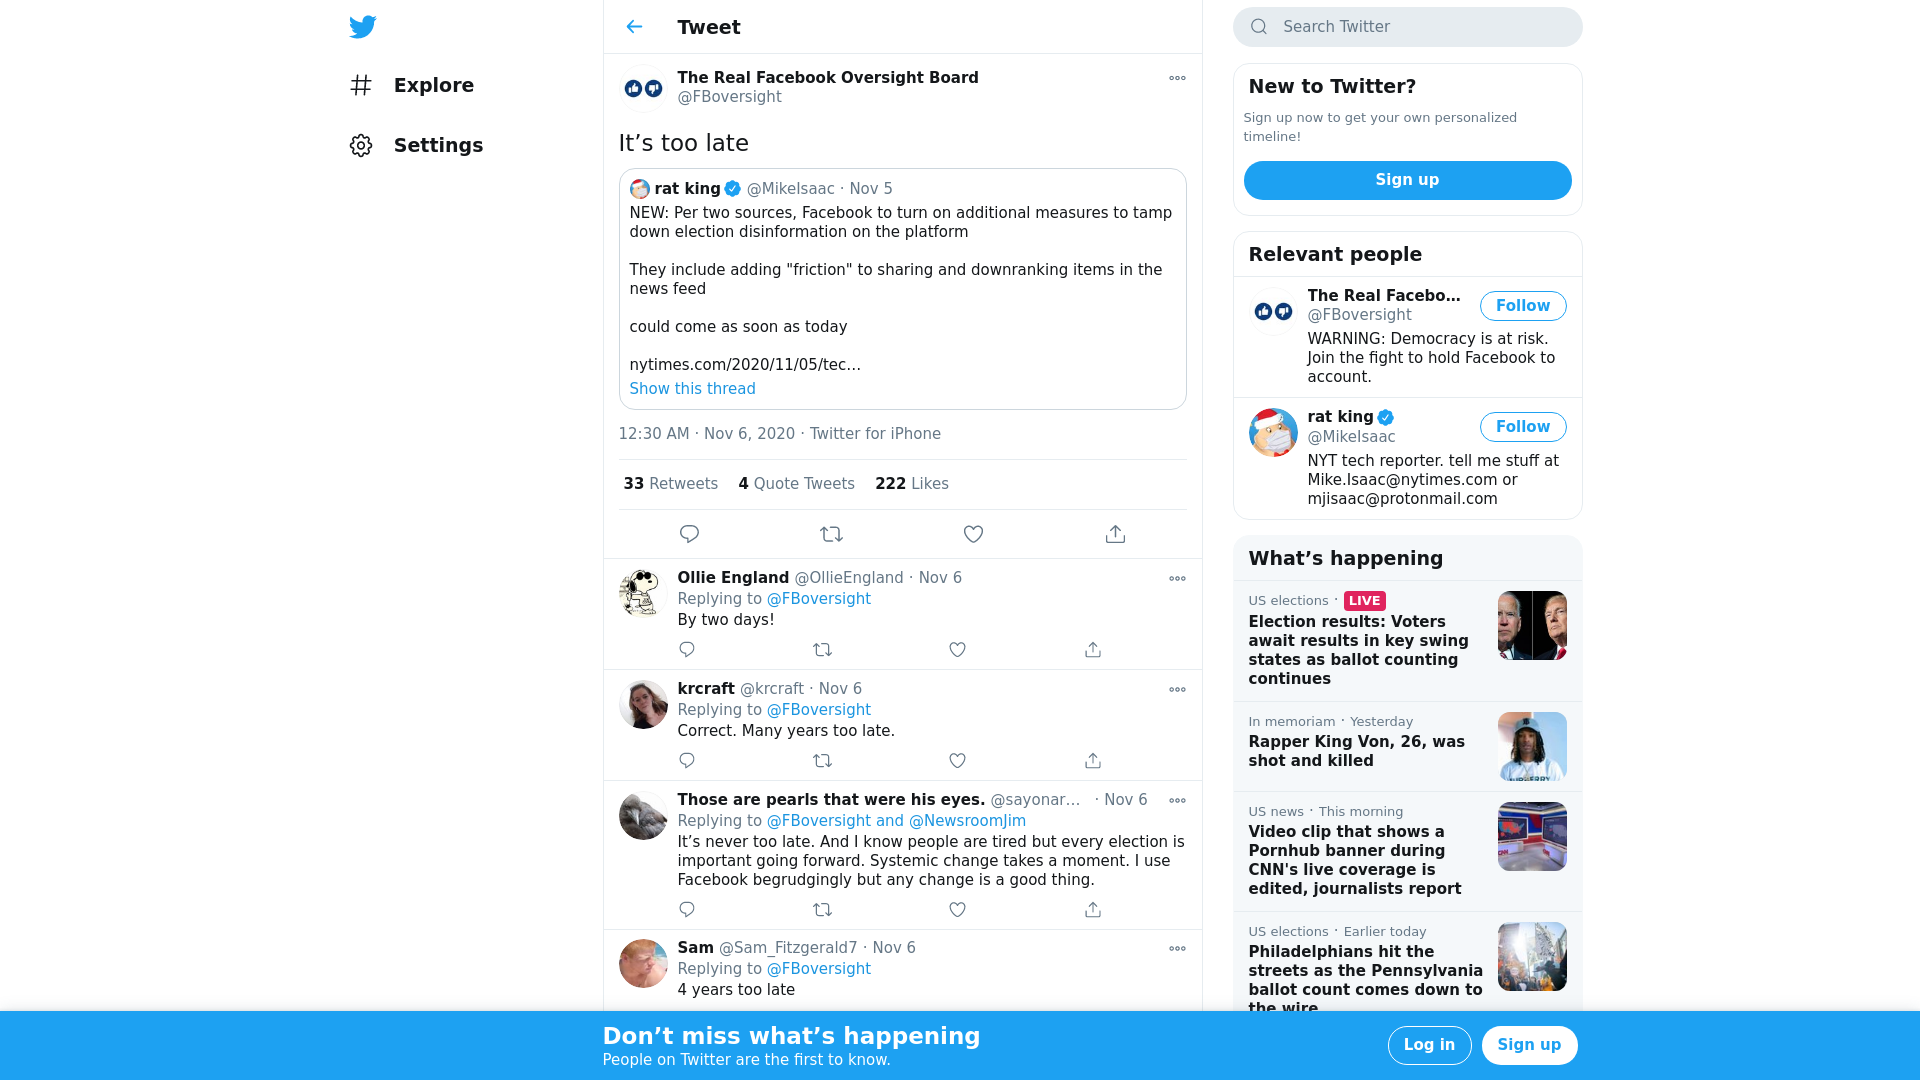 Explore
Settings
Tweet
The Real Facebook Oversight Board
@FBoversight
It’s too late
rat king @MikeIsaac · Nov 5
NEW: Per two sources, Facebook to turn on additional measures to tamp
down election disinformation on the platform
They include adding "friction" to sharing and downranking items in the
news feed
could come as soon as today
nytimes.com/2020/11/05/tec…
Show this thread
12:30 AM · Nov 6, 2020 · Twitter for iPhone
33 Retweets 4 Quote Tweets 222 Likes
Ollie England @OllieEngland · Nov 6
Replying to @FBoversight
By two days!
krcraft @krcraft · Nov 6
Replying to @FBoversight
Correct. Many years too late.
Those are pearls that were his eyes. @sayonar… · Nov 6
Replying to @FBoversight and @NewsroomJim
It’s never too late. And I know people are tired but every election is
important going forward. Systemic change takes a moment. I use
Facebook begrudgingly but any change is a good thing.
Sam @Sam_Fitzgerald7 · Nov 6
Replying to @FBoversight
4 years too late
Search Twitter
New to Twitter?
Sign up now to get your own personalized
timeline!
Sign up
Relevant people
The Real Facebo…
@FBoversight
Follow
WARNING: Democracy is at risk.
Join the fight to hold Facebook to
account.
rat king
@MikeIsaac
Follow
NYT tech reporter. tell me stuff at
Mike.Isaac@nytimes.com or
mjisaac@protonmail.com
What’s happening
US elections · LIVE
Election results: Voters
await results in key swing
states as ballot counting
continues
In memoriam · Yesterday
Rapper King Von, 26, was
shot and killed
US news · This morning
Video clip that shows a
Pornhub banner during
CNN's live coverage is
edited, journalists report
US elections · Earlier today
Philadelphians hit the
streets as the Pennsylvania
ballot count comes down to
the wire
Don’t miss what’s happening
People on Twitter are the first to know.
Log in
Sign up